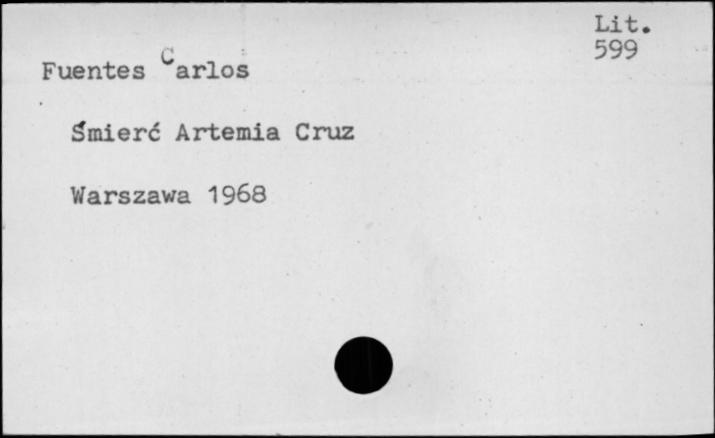 Lit.
599
Fuentes Carlos
Śmierć Artemia Cruz
Warszawa 1968